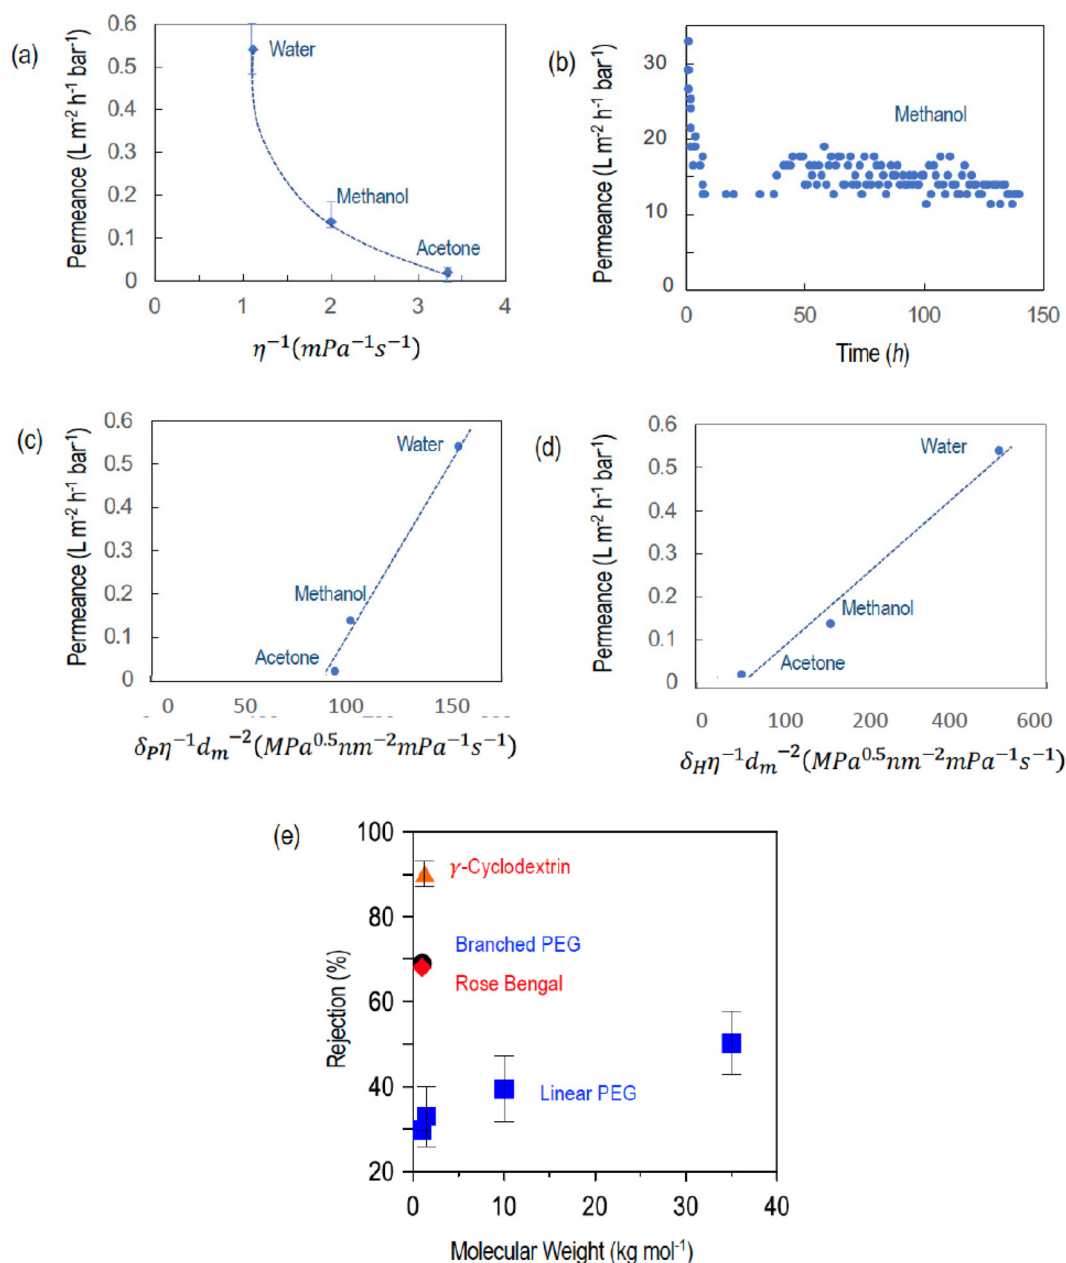 (a)
Permeance (L m⁻² h⁻¹ bar⁻¹)
0.6
0.5
0.4
0.3
0.2
0.1
0
Water
Methanol
Acetone
0 1 2 3 4
η⁻¹(mPa⁻¹s⁻¹)
(b)
Permeance (L m⁻² h⁻¹ bar⁻¹)
30
20
10
0
Methanol
0 50 100 150
Time (h)
(c)
Permeance (L m⁻² h⁻¹ bar⁻¹)
0.6
0.5
0.4
0.3
0.2
0.1
0
Water
Methanol
Acetone
0 50 100 150
δ_P η⁻¹ d_m⁻² (MPa⁰·⁵nm⁻²mPa⁻¹s⁻¹)
(d)
Permeance (L m⁻² h⁻¹ bar⁻¹)
0.6
0.5
0.4
0.3
0.2
0.1
0
Water
Methanol
Acetone
0 100 200 400 600
δ_H η⁻¹ d_m⁻² (MPa⁰·⁵nm⁻²mPa⁻¹s⁻¹)
(e)
Rejection (%)
100
80
60
40
20
γ-Cyclodextrin
Branched PEG
Rose Bengal
Linear PEG
0 10 20 30 40
Molecular Weight (kg mol⁻¹)